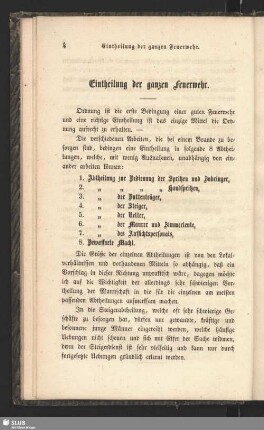 4 Eintheilung der ganzen Feuerwehr.
Eintheilung der ganzen Feuerwehr.
Ordnung ist die erste Bedingung einer guten Feuerwehr
und eine richtige Eintheilung ist das einzige Mittel die Ord-
nung aufrecht zu erhalten. —
Die verschiedenen Arbeiten, die bei einem Brande zu be-
sorgen sind, bedingen eine Eintheilung in folgende 8 Abthei-
lungen, welche, mit wenig Ausnahmen, unabhängig von ein-
ander arbeiten können:
1. Abtheilung zur Bedienung der Spritzen und Zubringer,
2. „ „ „ „ Handspritzen,
3. „ der Buttenträger,
4. „ der Steiger,
5. „ der Retter,
6. „ der Maurer und Zimmerleute,
7. „ des Aufsichtspersonals,
8. Bewaffnete Macht.
Die Größe der einzelnen Abtheilungen ist von den Lokal-
verhältnissen und vorhandenen Mitteln so abhängig, daß ein
Vorschlag in dieser Richtung unpraktisch wäre, dagegen möchte
ich auf die Wichtigkeit der allerdings sehr schwierigen Ver-
theilung der Mannschaft in die für die einzelnen am meisten
passenden Abtheilungen aufmerksam machen.
In die Steigerabtheilung, welche oft sehr schwierige Ge-
schäfte zu besorgen hat, dürfen nur gewandte, kräftige und
besonnene junge Männer eingereiht werden, welche häufige
Uebungen nicht scheuen und sich mit Eifer der Sache widmen,
denn der Steigerdienst ist sehr vielseitig und kann nur durch
fortgesetzte Uebungen gründlich erlernt werden.